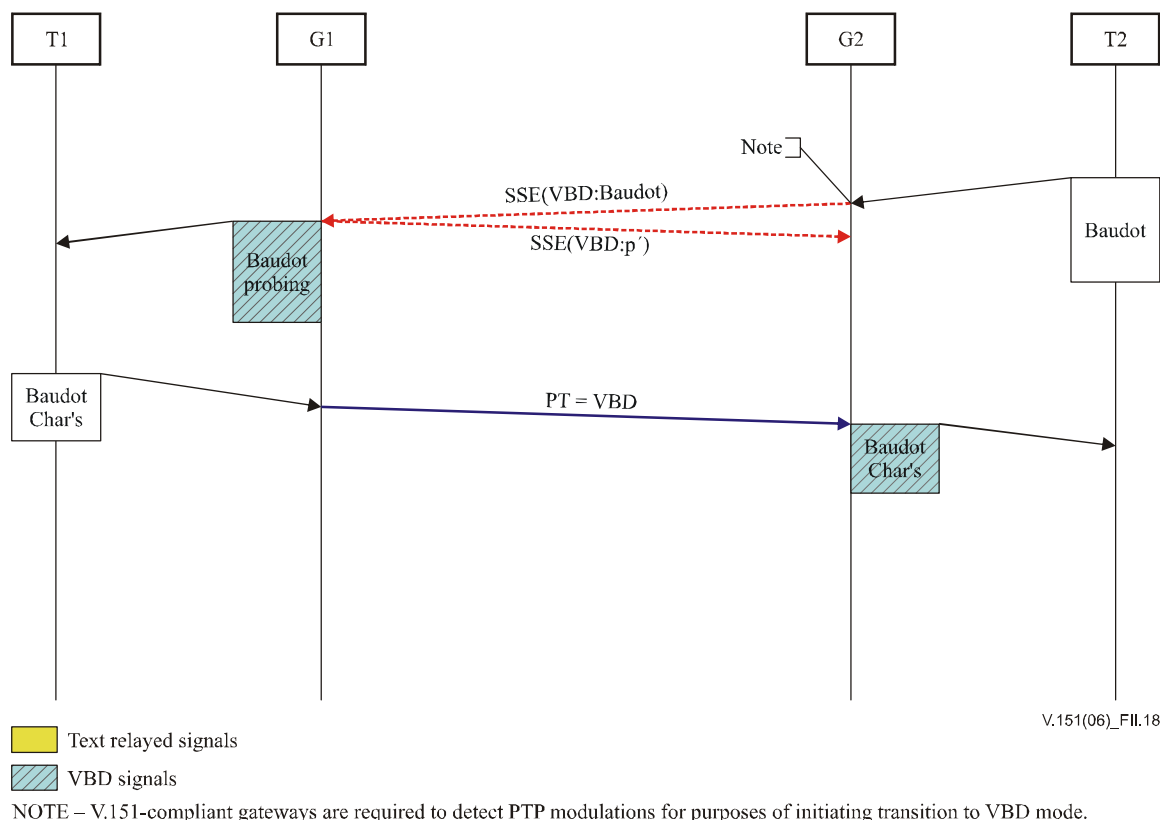 T1
G1
G2
T2
Note
SSE(VBD:Baudot)
SSE(VBD:p´)
Baudot
Baudot
probing
Baudot
Char's
PT = VBD
Baudot
Char's
V.151(06)_FII.18
Text relayed signals
VBD signals
NOTE – V.151-compliant gateways are required to detect PTP modulations for purposes of initiating transition to VBD mode.